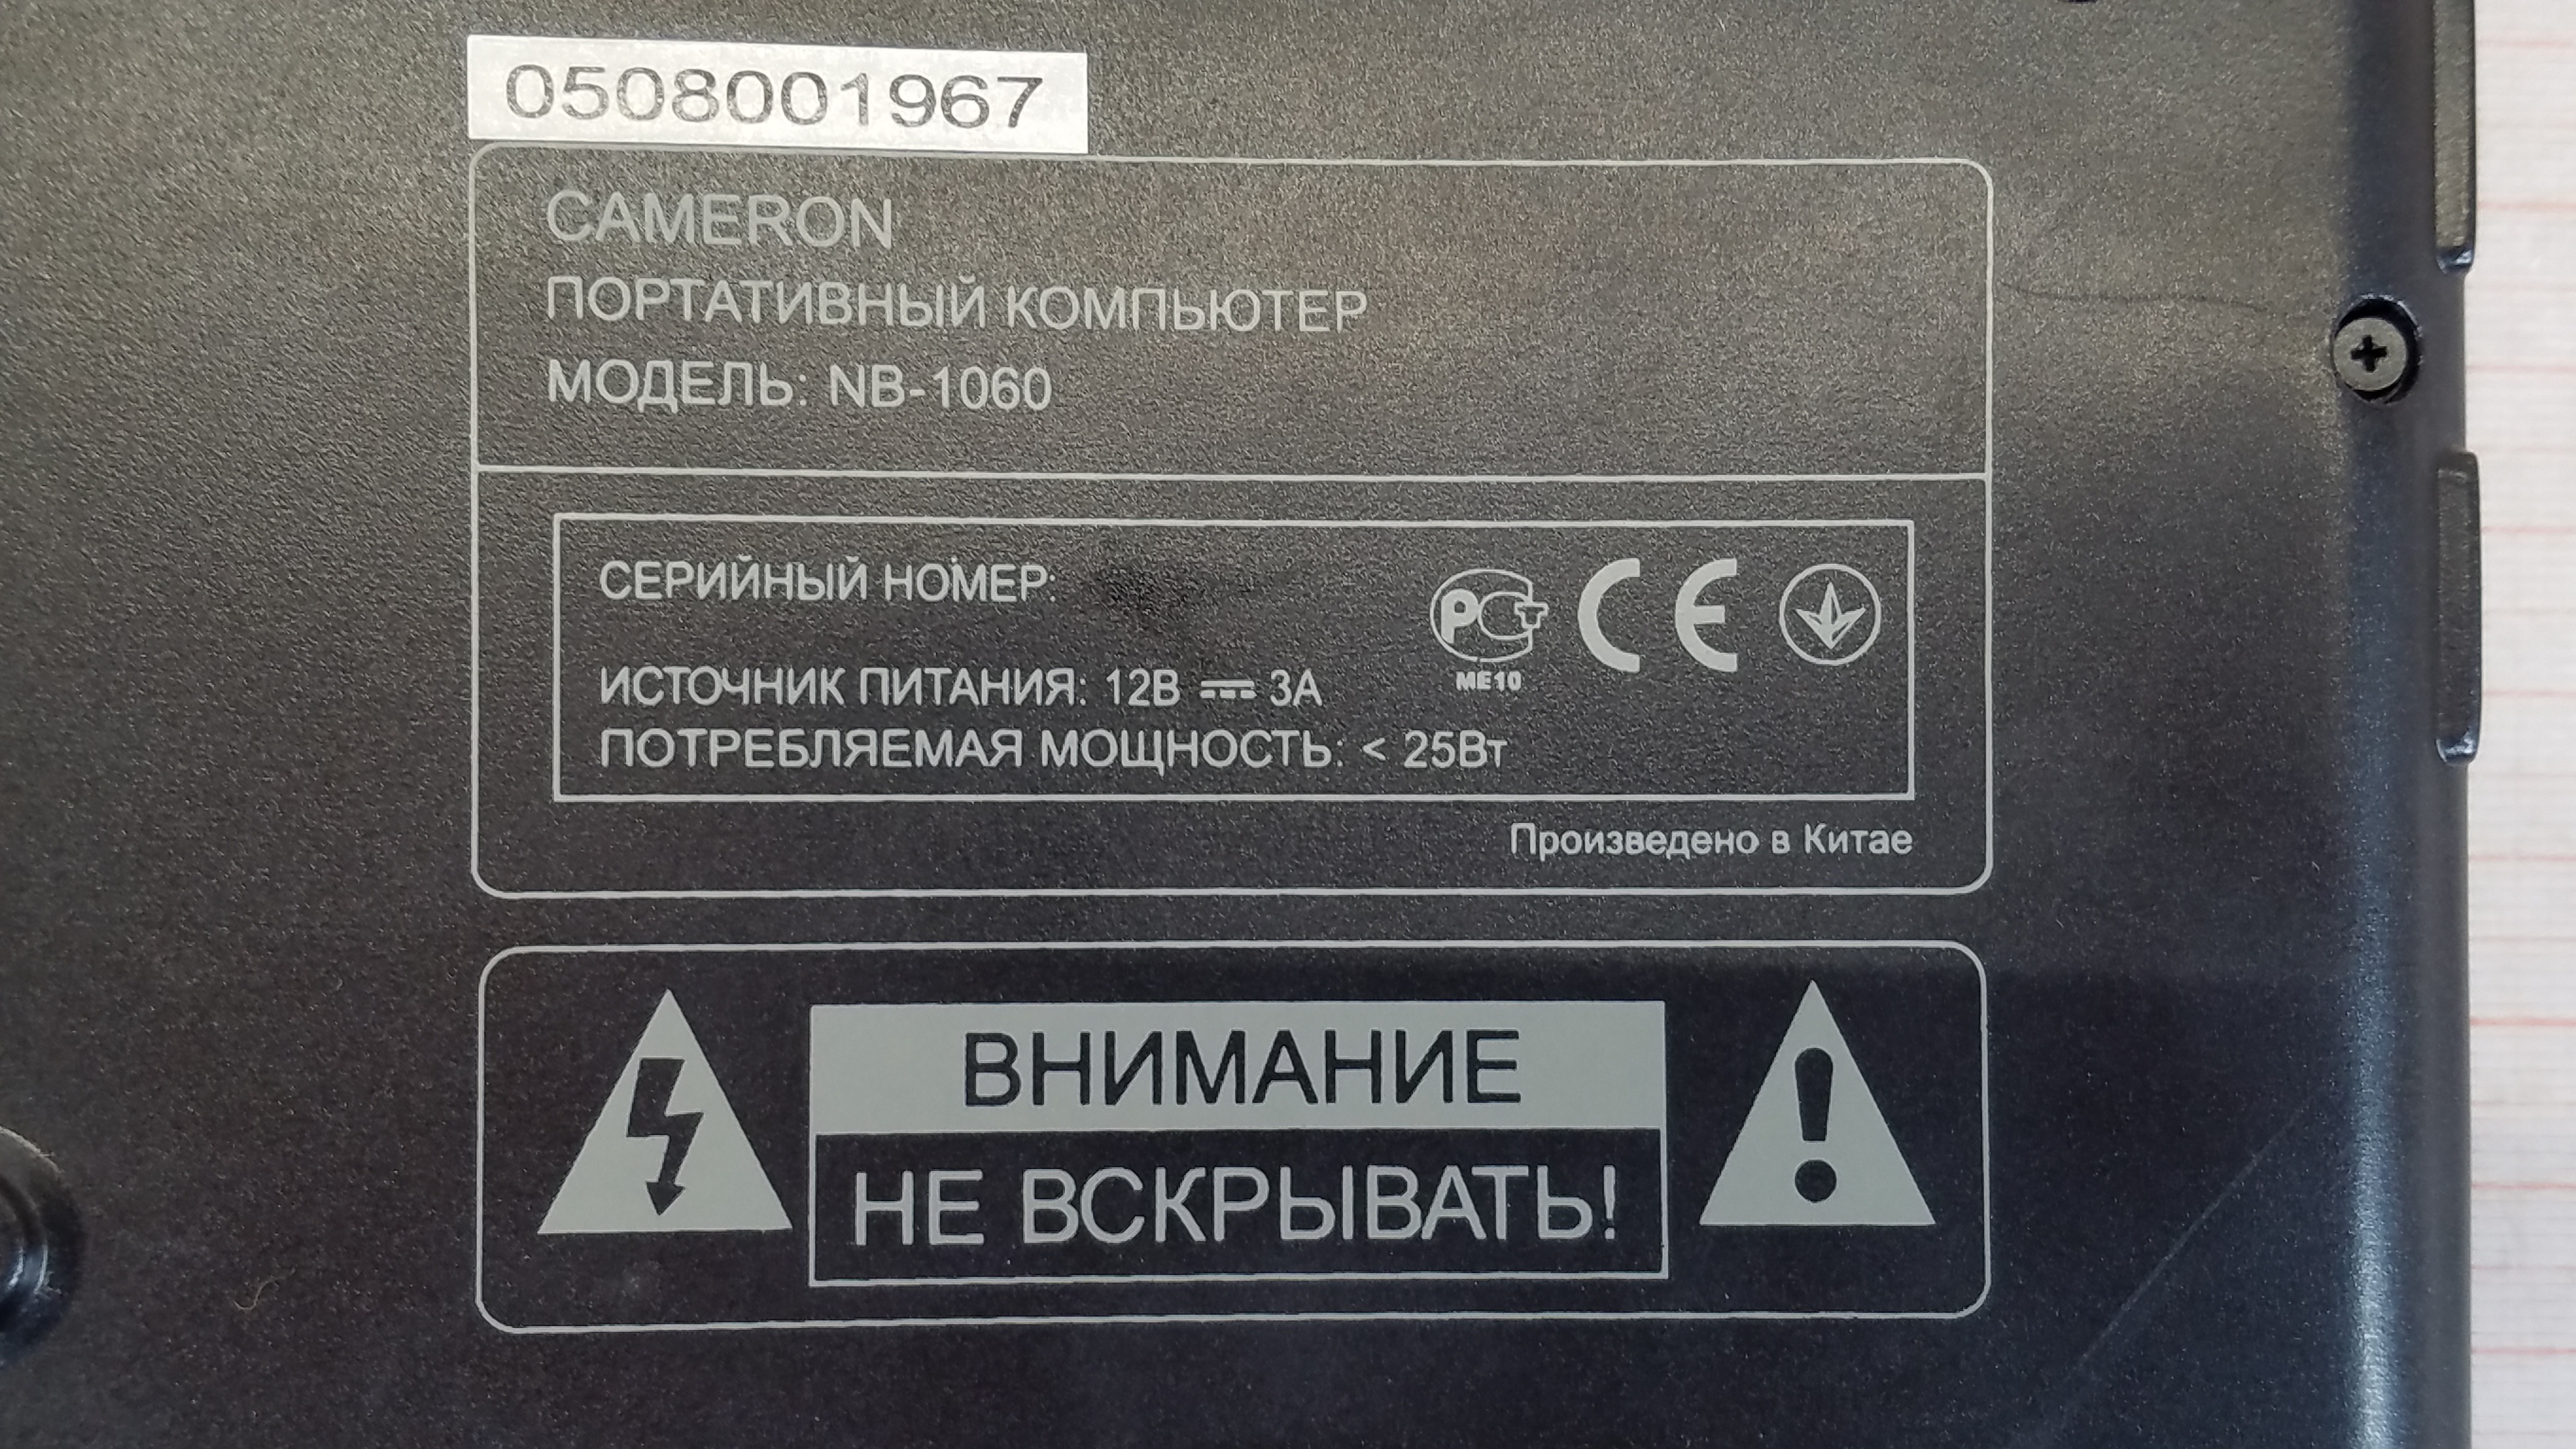 0508001967
CAMERON
ПОРТАТИВНЫЙ КОМПЬЮТЕР
МОДЕЛЬ: NB-1060
СЕРИЙНЫЙ НОМЕР:
РСТ CE
ME10
ИСТОЧНИК ПИТАНИЯ: 12В ⎓ 3А
ПОТРЕБЛЯЕМАЯ МОЩНОСТЬ: < 25Вт
Произведено в Китае
ВНИМАНИЕ
НЕ ВСКРЫВАТЬ!